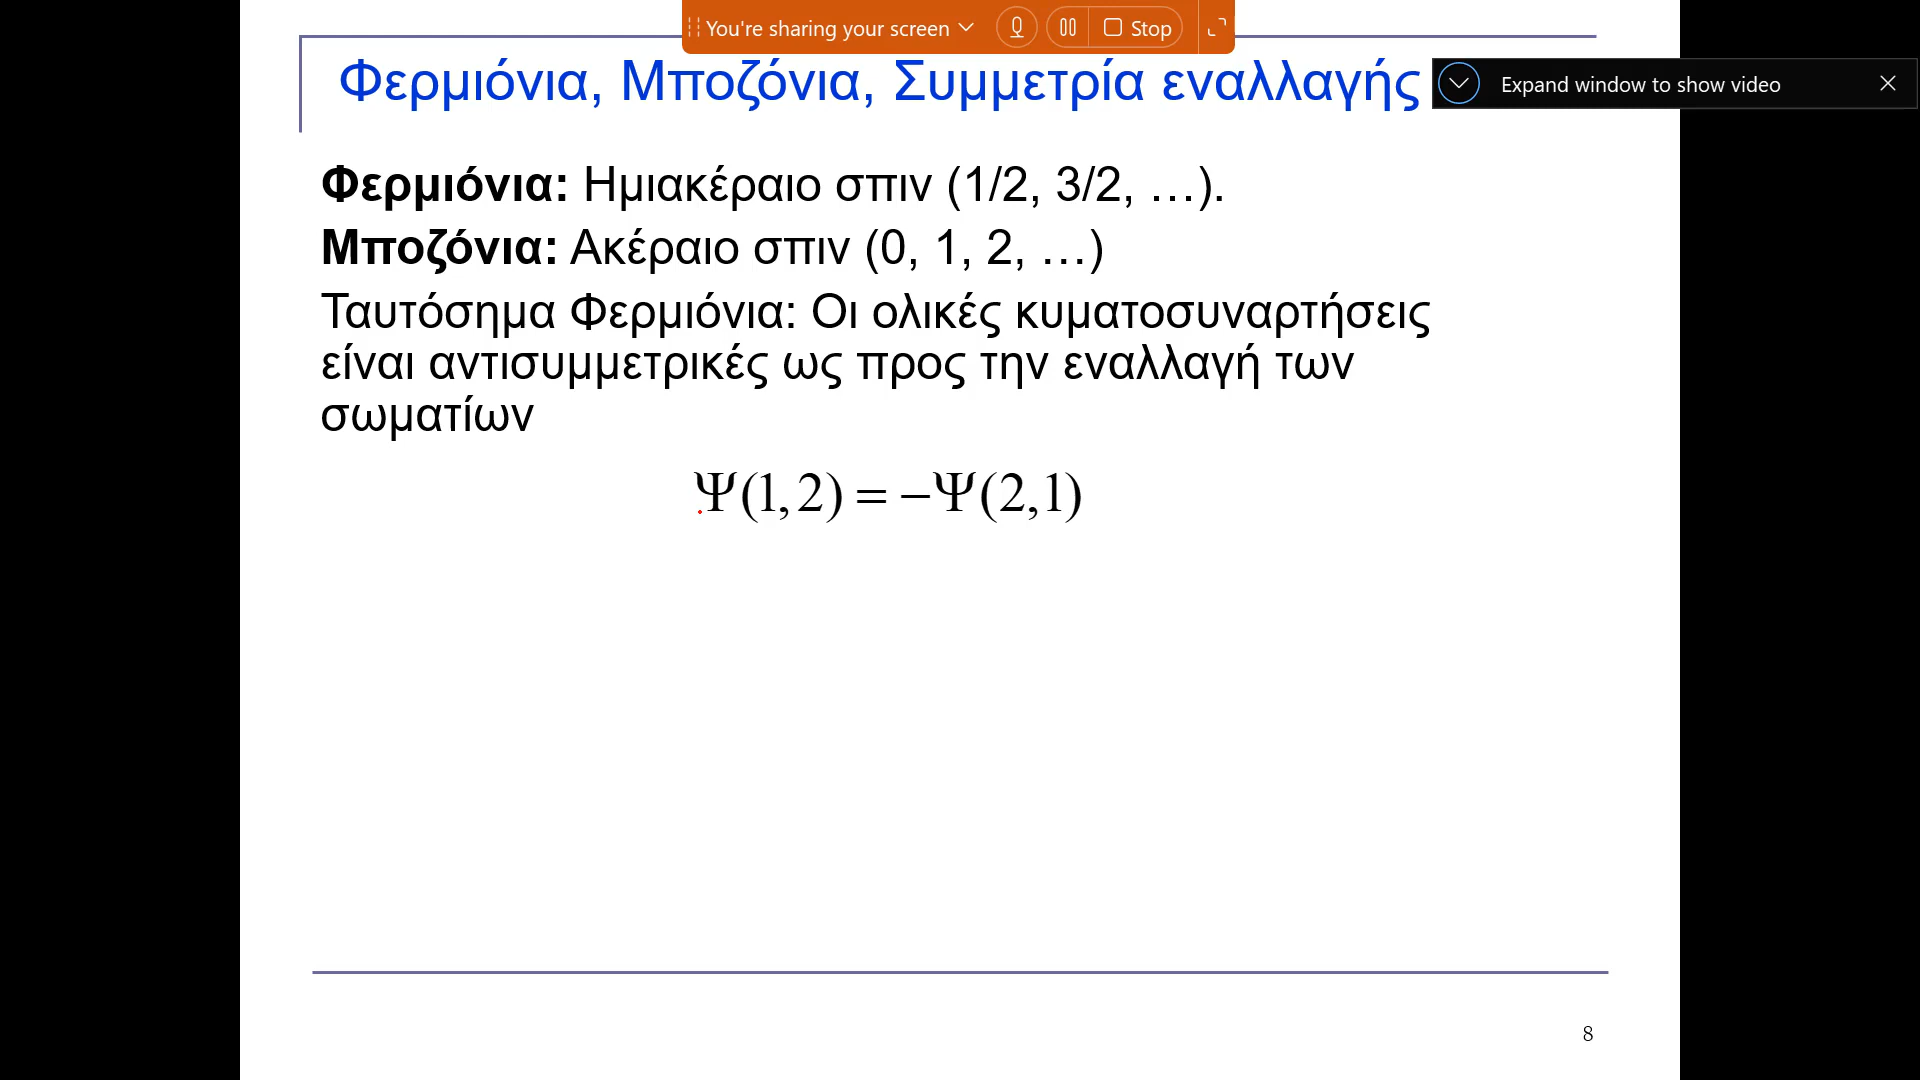 You're sharing your screen
Stop
Φερμιόνια, Μποζόνια, Συμμετρία εναλλαγής
Expand window to show video
Φερμιόνια: Ημιακέραιο σπιν (1/2, 3/2, …).
Μποζόνια: Ακέραιο σπιν (0, 1, 2, …)
Ταυτόσημα Φερμιόνια: Οι ολικές κυματοσυναρτήσεις
είναι αντισυμμετρικές ως προς την εναλλαγή των
σωματίων
Ψ(1,2) = −Ψ(2,1)
8